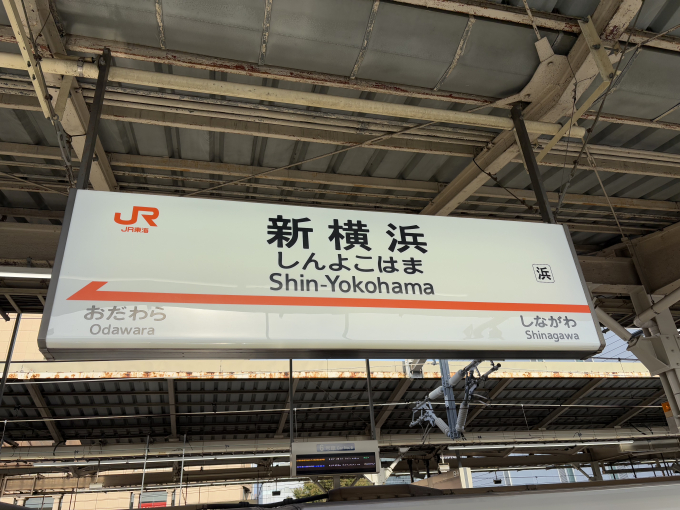 JR
JR東海
新横浜
しんよこはま
Shin-Yokohama
浜
おだわら
Odawara
しながわ
Shinagawa